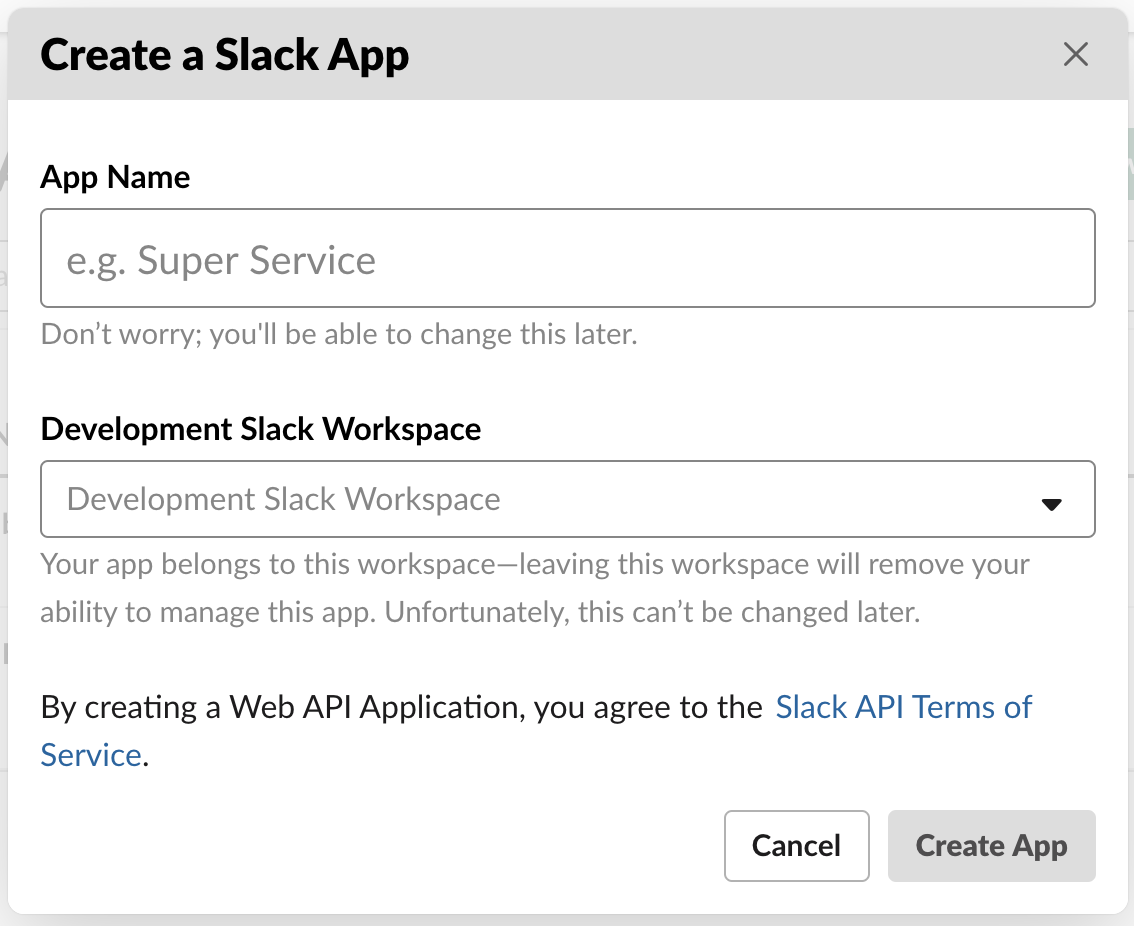 Create a Slack App
App Name
e.g. Super Service
Don’t worry; you'll be able to change this later.
Development Slack Workspace
Development Slack Workspace
Your app belongs to this workspace—leaving this workspace will remove your
ability to manage this app. Unfortunately, this can’t be changed later.
By creating a Web API Application, you agree to the Slack API Terms of
Service.
Cancel
Create App